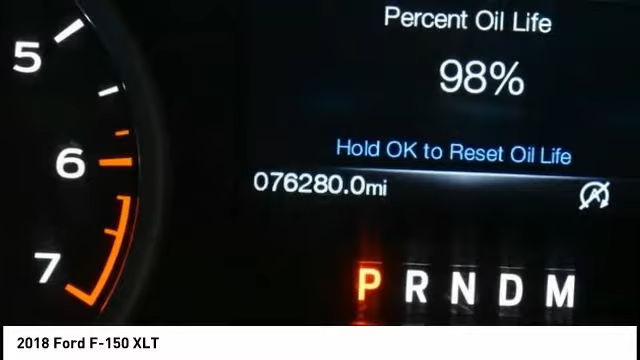 Percent Oil Life
98%
Hold OK to Reset Oil Life
076280.0mi
5
6
7
P R N D M
2018 Ford F-150 XLT